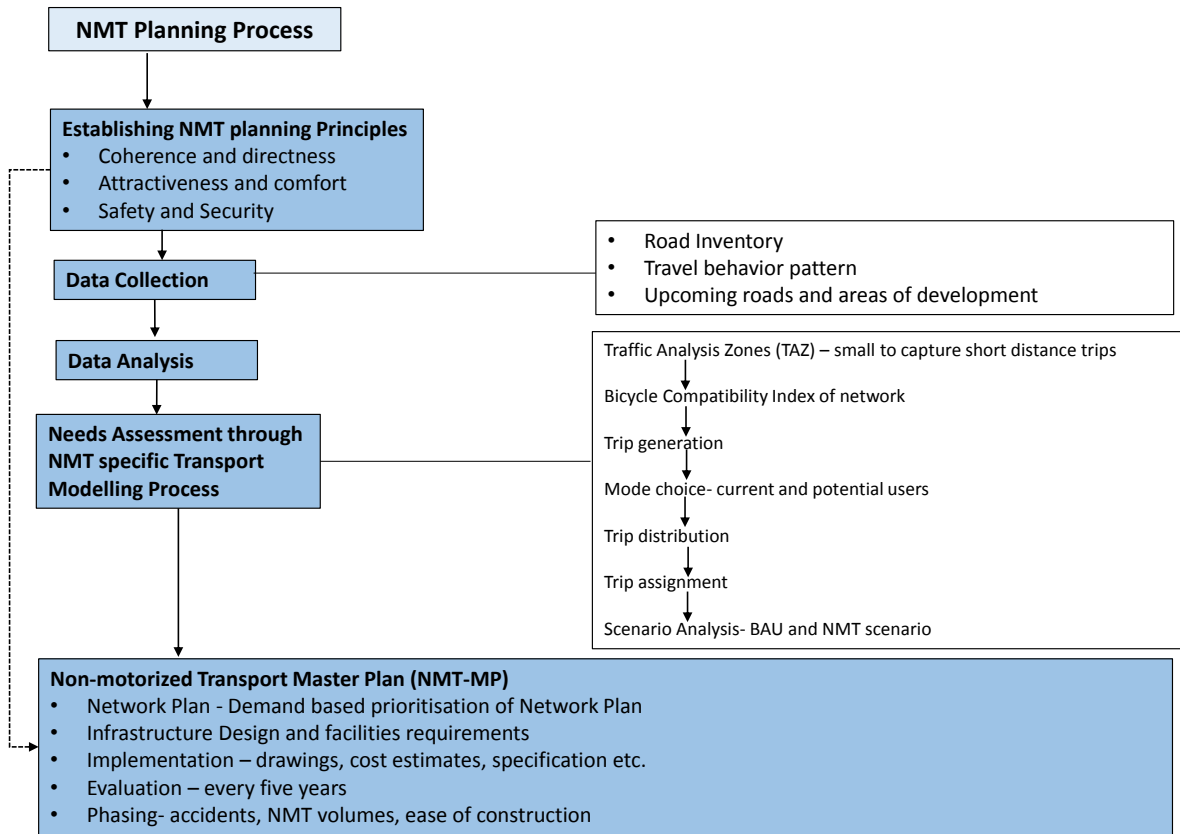 NMT Planning Process
Establishing NMT planning Principles
• Coherence and directness
• Attractiveness and comfort
• Safety and Security
Data Collection
• Road Inventory
• Travel behavior pattern
• Upcoming roads and areas of development
Data Analysis
Needs Assessment through
NMT specific Transport
Modelling Process
Traffic Analysis Zones (TAZ) – small to capture short distance trips
Bicycle Compatibility Index of network
Trip generation
Mode choice- current and potential users
Trip distribution
Trip assignment
Scenario Analysis- BAU and NMT scenario
Non-motorized Transport Master Plan (NMT-MP)
• Network Plan - Demand based prioritisation of Network Plan
• Infrastructure Design and facilities requirements
• Implementation – drawings, cost estimates, specification etc.
• Evaluation – every five years
• Phasing- accidents, NMT volumes, ease of construction